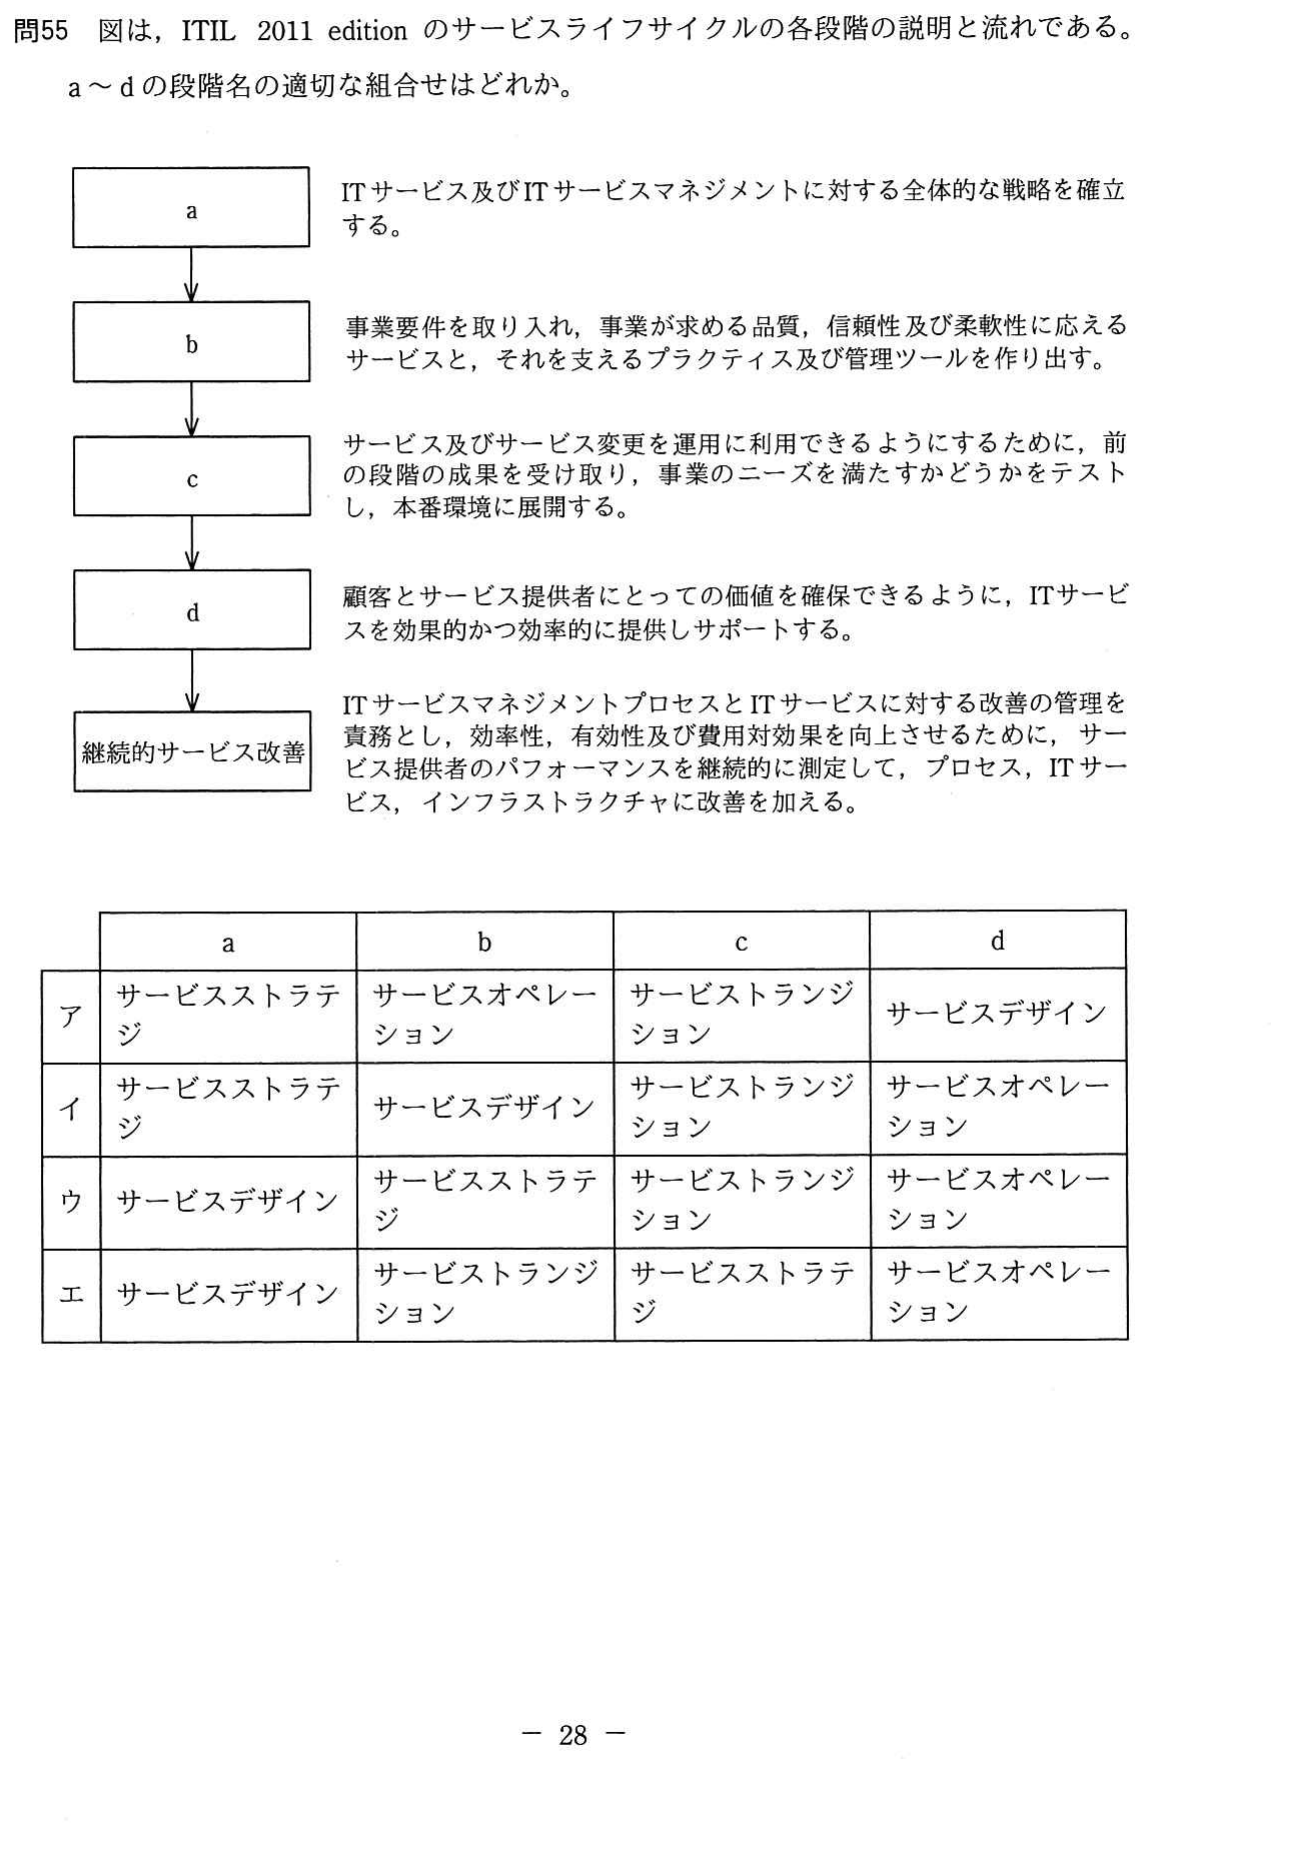 問55 図は，ITIL 2011 edition のサービスライフサイクルの各段階の説明と流れである。
a～dの段階名の適切な組合せはどれか。
a
ITサービス及びITサービスマネジメントに対する全体的な戦略を確立
する。
b
事業要件を取り入れ，事業が求める品質，信頼性及び柔軟性に応える
サービスと，それを支えるプラクティス及び管理ツールを作り出す。
c
サービス及びサービス変更を運用に利用できるようにするために，前
の段階の成果を受け取り，事業のニーズを満たすかどうかをテスト
し，本番環境に展開する。
d
顧客とサービス提供者にとっての価値を確保できるように，ITサービ
スを効果的かつ効率的に提供しサポートする。
継続的サービス改善
ITサービスマネジメントプロセスとITサービスに対する改善の管理を
責務とし，効率性，有効性及び費用対効果を向上させるために，サー
ビス提供者のパフォーマンスを継続的に測定して，プロセス，ITサー
ビス，インフラストラクチャに改善を加える。
a b c d
ア サービスストラテジ サービスオペレーション サービストランジション サービスデザイン
イ サービスストラテジ サービスデザイン サービストランジション サービスオペレーション
ウ サービスデザイン サービスストラテジ サービストランジション サービスオペレーション
エ サービスデザイン サービストランジション サービスストラテジ サービスオペレーション
－ 28 －